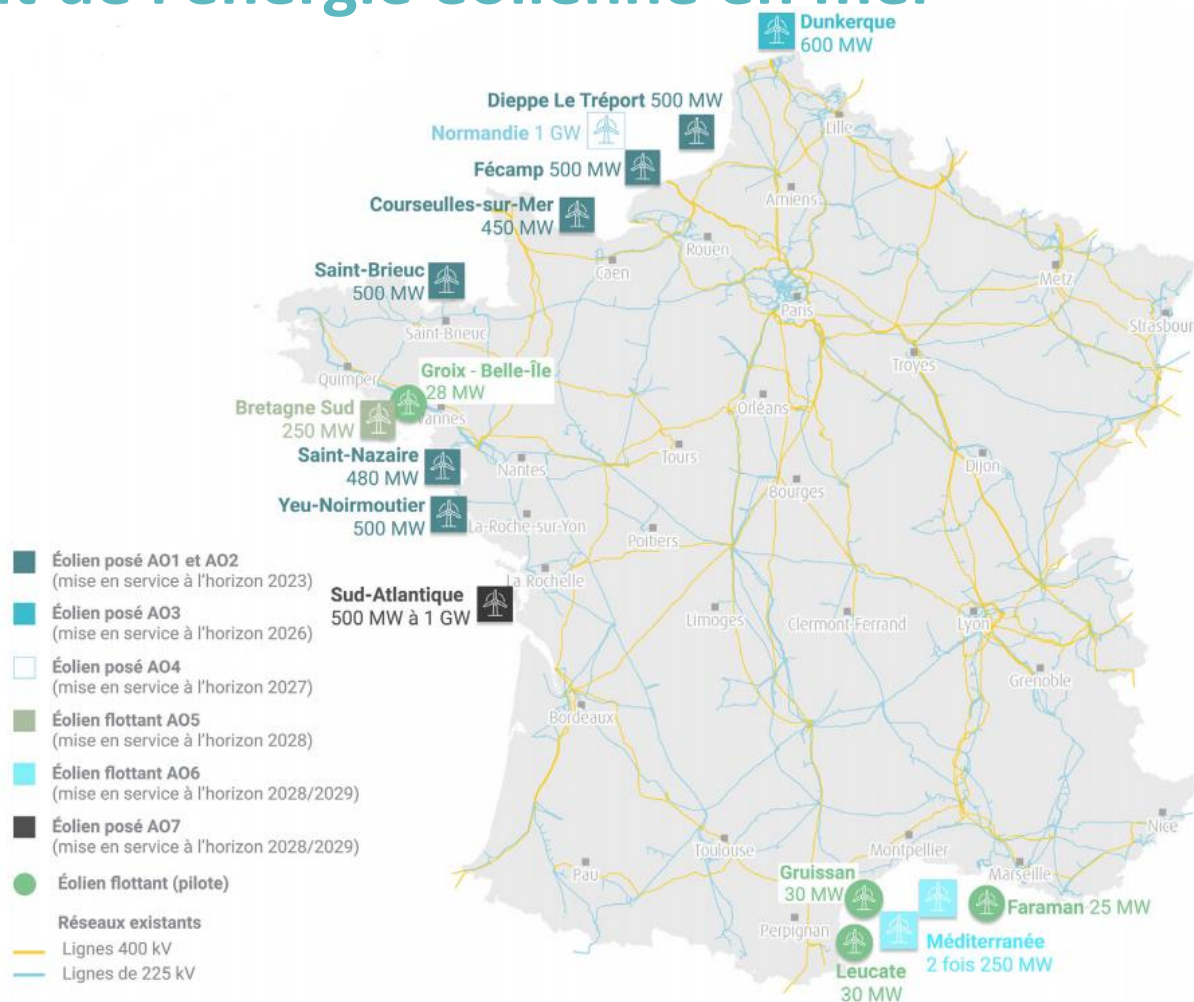 t de l'énergie éolienne en mer
Dunkerque
600 MW
Dieppe Le Tréport 500 MW
Lille
Normandie 1 GW
Fécamp 500 MW
Amiens
Courseulles-sur-Mer
450 MW
Rouen
Caen
Metz
Saint-Brieuc
500 MW
Paris
Strasbour
Saint-Brieuc
Troyes
Quimper
Groix - Belle-Île
28 MW
Orléans
Bretagne Sud
250 MW
Vannes
Saint-Nazaire
480 MW
Nantes
Tours
Dijon
Bourges
Yeu-Noirmoutier
500 MW
La-Roche-sur-Yon
Poitiers
Éolien posé AO1 et AO2
(mise en service à l'horizon 2023)
La Rochelle
Sud-Atlantique
500 MW à 1 GW
Limoges
Clermont-Ferrand
Lyon
Éolien posé AO3
(mise en service à l'horizon 2026)
Éolien posé AO4
(mise en service à l'horizon 2027)
Grenoble
Bordeaux
Éolien flottant AO5
(mise en service à l'horizon 2028)
Éolien flottant AO6
(mise en service à l'horizon 2028/2029)
Éolien posé AO7
(mise en service à l'horizon 2028/2029)
Nice
Toulouse
Montpellier
Pau
Marseille
Éolien flottant (pilote)
Gruissan
30 MW
Faraman 25 MW
Réseaux existants
Lignes 400 kV
Lignes de 225 kV
Perpignan
Méditerranée
2 fois 250 MW
Leucate
30 MW